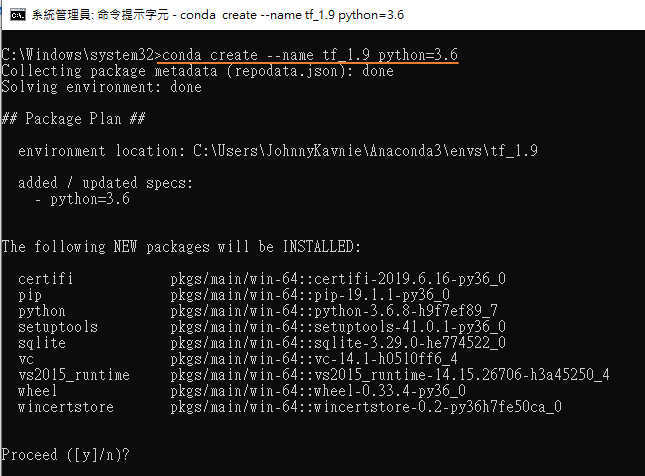 系統管理員: 命令提示字元 - conda  create --name tf_1.9 python=3.6
C:\Windows\system32>conda create --name tf_1.9 python=3.6
Collecting package metadata (repodata.json): done
Solving environment: done
## Package Plan ##
environment location: C:\Users\JohnnyKavnie\Anaconda3\envs\tf_1.9
added / updated specs:
- python=3.6
The following NEW packages will be INSTALLED:
certifi            pkgs/main/win-64::certifi-2019.6.16-py36_0
pip                pkgs/main/win-64::pip-19.1.1-py36_0
python             pkgs/main/win-64::python-3.6.8-h9f7ef89_7
setuptools         pkgs/main/win-64::setuptools-41.0.1-py36_0
sqlite             pkgs/main/win-64::sqlite-3.29.0-he774522_0
vc                 pkgs/main/win-64::vc-14.1-h0510ff6_4
vs2015_runtime     pkgs/main/win-64::vs2015_runtime-14.15.26706-h3a45250_4
wheel              pkgs/main/win-64::wheel-0.33.4-py36_0
wincertstore       pkgs/main/win-64::wincertstore-0.2-py36h7fe50ca_0
Proceed ([y]/n)?